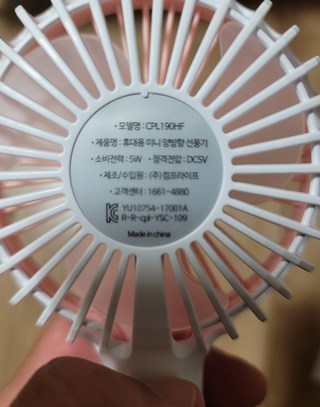 · 모델명 : CPL190HF
· 제품명 : 휴대용 미니 양방향 선풍기
· 소비전력 : 5W · 정격전압 : DC5V
· 제조/수입원 : (주)컴프라이프
· 고객센터 : 1661-4880
YU10754-17001A
R-R-cpl-YSC-109
Made in china